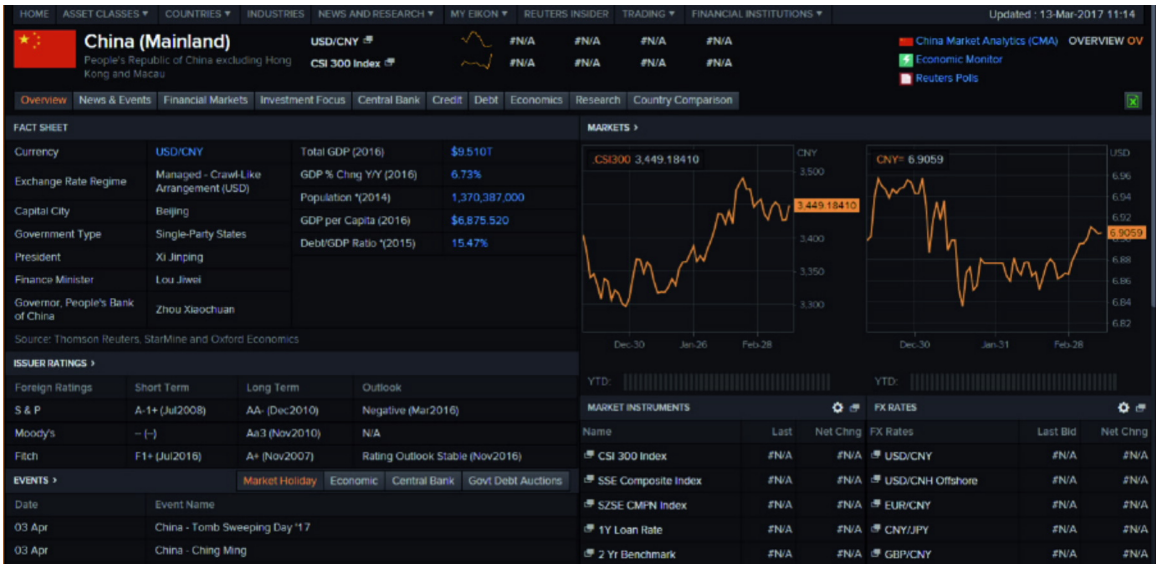 HOME ASSET CLASSES ▾ COUNTRIES ▾ INDUSTRIES NEWS AND RESEARCH ▾ MY EIKON ▾ REUTERS INSIDER TRADING ▾ FINANCIAL INSTITUTIONS ▾ Updated : 13-Mar-2017 11:14
China (Mainland)
People's Republic of China excluding Hong
Kong and Macau
USD/CNY #N/A #N/A #N/A #N/A
CSI 300 Index #N/A #N/A #N/A #N/A
China Market Analytics (CMA) OVERVIEW OV
Economic Monitor
Reuters Polls
Overview News & Events Financial Markets Investment Focus Central Bank Credit Debt Economics Research Country Comparison
FACT SHEET
Currency USD/CNY
Exchange Rate Regime Managed - Crawl-Like
Arrangement (USD)
Capital City Beijing
Government Type Single-Party States
President Xi Jinping
Finance Minister Lou Jiwei
Governor, People's Bank
of China Zhou Xiaochuan
Total GDP (2016) $9.510T
GDP % Chng Y/Y (2016) 6.73%
Population *(2014) 1,370,387,000
GDP per Capita (2016) $6,875.520
Debt/GDP Ratio *(2015) 15.47%
Source: Thomson Reuters, StarMine and Oxford Economics
MARKETS >
.CSI300 3,449.18410
CNY
3,500
3,449.18410
3,400
3,350
3,300
Dec-30 Jan-26 Feb-28
YTD:
CNY= 6.9059
USD
6.96
6.94
6.92
6.9059
6.88
6.86
6.84
6.82
Dec-30 Jan-31 Feb-28
YTD:
ISSUER RATINGS >
Foreign Ratings Short Term Long Term Outlook
S & P A-1+ (Jul2008) AA- (Dec2010) Negative (Mar2016)
Moody's -- (--) Aa3 (Nov2010) N/A
Fitch F1+ (Jul2016) A+ (Nov2007) Rating Outlook Stable (Nov2016)
EVENTS > Market Holiday Economic Central Bank Govt Debt Auctions
Date Event Name
03 Apr China - Tomb Sweeping Day '17
03 Apr China - Ching Ming
MARKET INSTRUMENTS
Name Last Net Chng
CSI 300 Index #N/A #N/A
SSE Composite Index #N/A #N/A
SZSE CMPN Index #N/A #N/A
1Y Loan Rate #N/A #N/A
2 Yr Benchmark #N/A #N/A
FX RATES
FX Rates Last Bid Net Chng
USD/CNY #N/A #N/A
USD/CNH Offshore #N/A #N/A
EUR/CNY #N/A #N/A
CNY/JPY #N/A #N/A
GBP/CNY #N/A #N/A